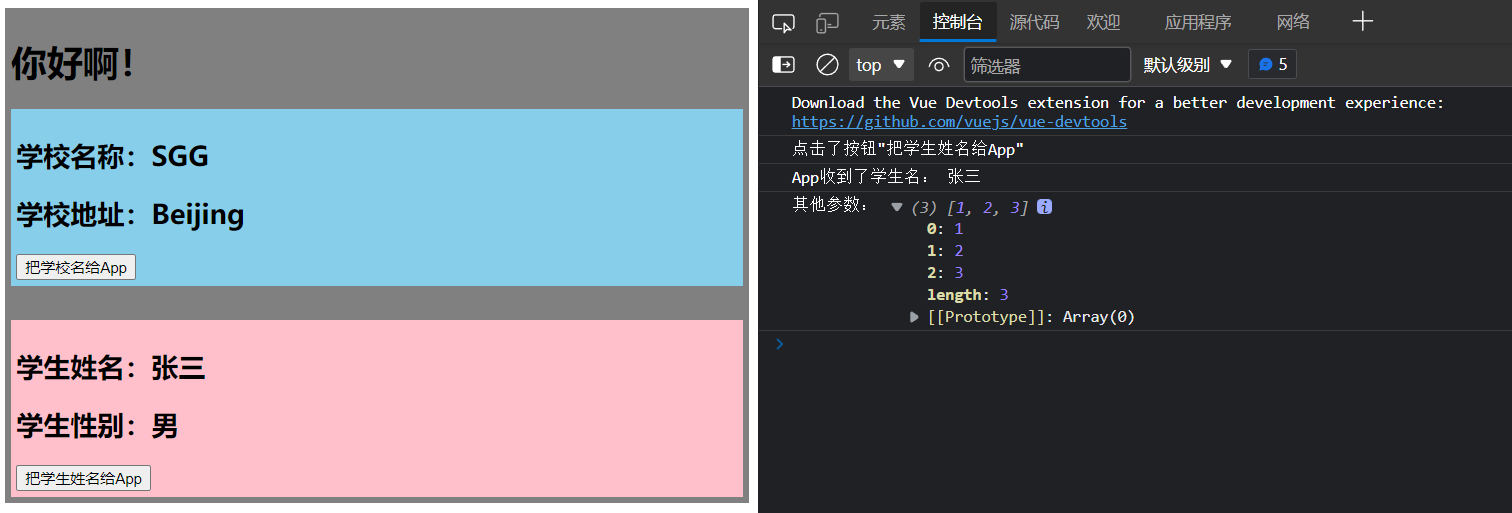 你好啊！
学校名称：SGG
学校地址：Beijing
把学校名给App
学生姓名：张三
学生性别：男
把学生姓名给App
元素 控制台 源代码 欢迎 应用程序 网络
top 筛选器 默认级别 5
Download the Vue Devtools extension for a better development experience:
https://github.com/vuejs/vue-devtools
点击了按钮"把学生姓名给App"
App收到了学生名： 张三
其他参数： (3) [1, 2, 3] i
0: 1
1: 2
2: 3
length: 3
[[Prototype]]: Array(0)